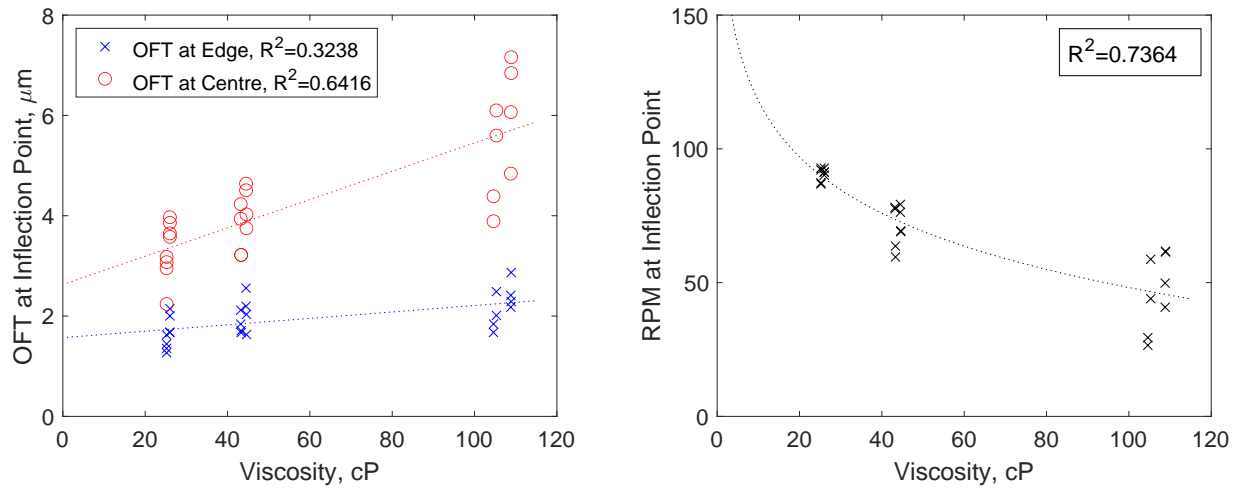 OFT at Inflection Point, μm
8
6
4
2
0
OFT at Edge, R²=0.3238
OFT at Centre, R²=0.6416
0 20 40 60 80 100 120
Viscosity, cP
RPM at Inflection Point
150
100
50
0
R²=0.7364
0 20 40 60 80 100 120
Viscosity, cP